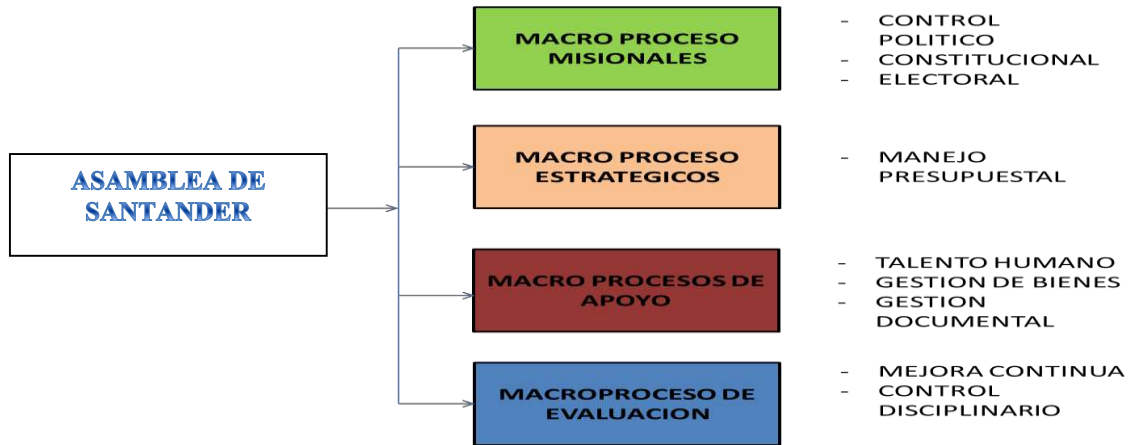 ASAMBLEA DE
SANTANDER
MACRO PROCESO
MISIONALES
- CONTROL
POLITICO
- CONSTITUCIONAL
- ELECTORAL
MACRO PROCESO
ESTRATEGICOS
- MANEJO
PRESUPUESTAL
MACRO PROCESOS DE
APOYO
- TALENTO HUMANO
- GESTION DE BIENES
- GESTION
DOCUMENTAL
MACROPROCESO DE
EVALUACION
- MEJORA CONTINUA
- CONTROL
DISCIPLINARIO